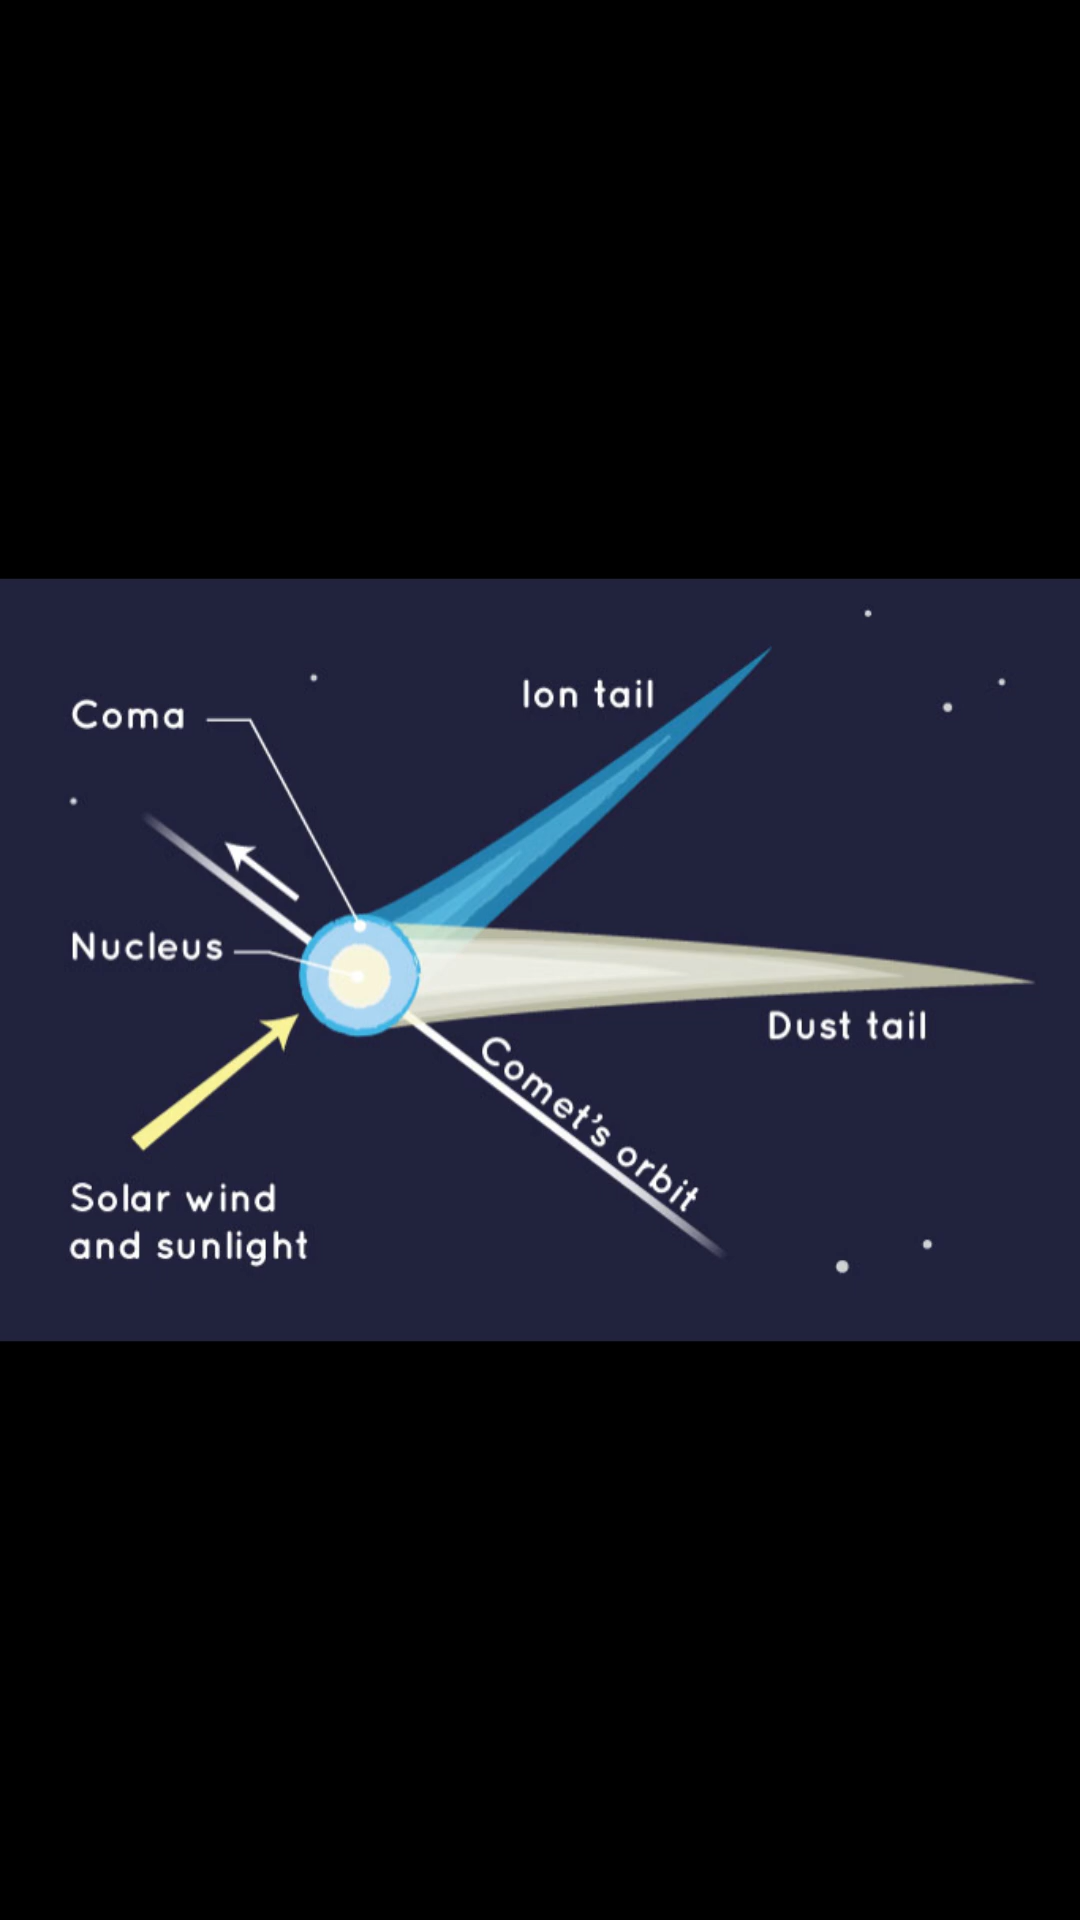 Ion tail
Coma
Nucleus
Dust tail
Comet's orbit
Solar wind
and sunlight